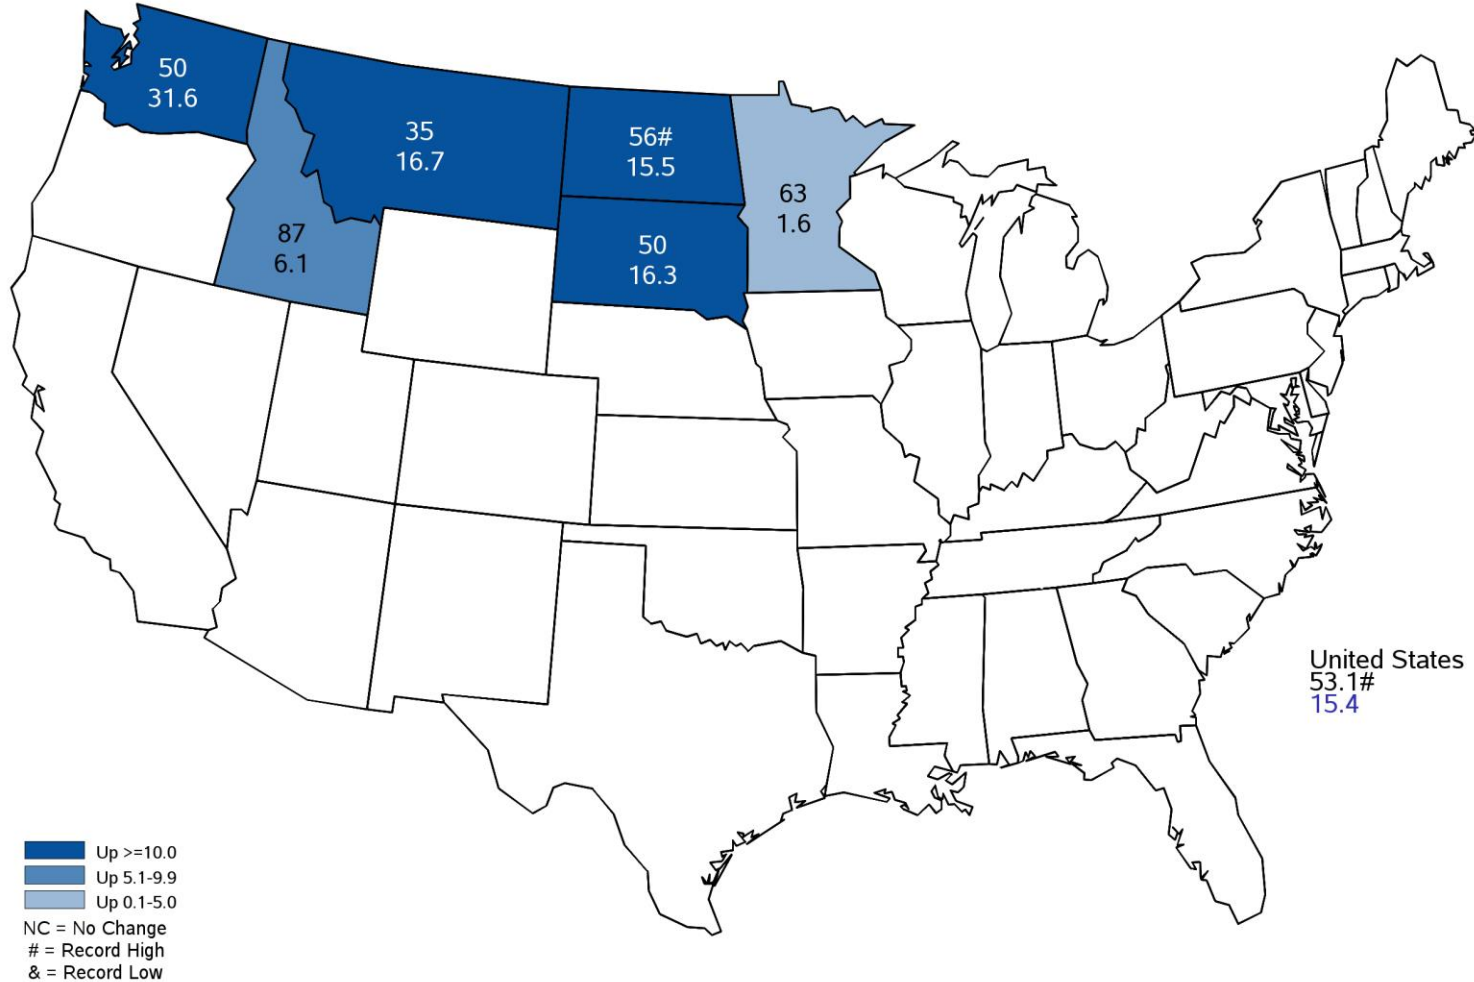 50
31.6
35
16.7
56#
15.5
63
1.6
87
6.1
50
16.3
United States
53.1#
15.4
Up >=10.0
Up 5.1-9.9
Up 0.1-5.0
NC = No Change
# = Record High
& = Record Low